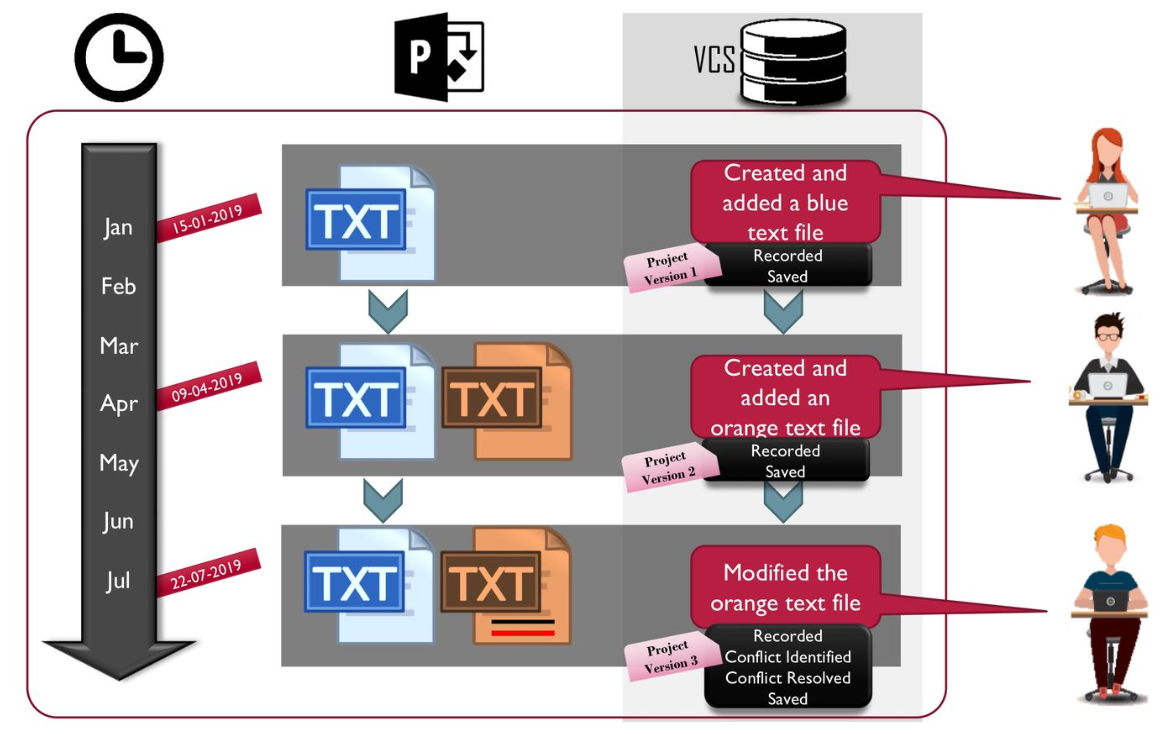 P
VCS
Jan
Feb
Mar
Apr
May
Jun
Jul
15-01-2019
TXT
Created and
added a blue
text file
Project
Version 1
Recorded
Saved
09-04-2019
TXT
TXT
Created and
added an
orange text file
Project
Version 2
Recorded
Saved
22-07-2019
TXT
TXT
Modified the
orange text file
Project
Version 3
Recorded
Conflict Identified
Conflict Resolved
Saved